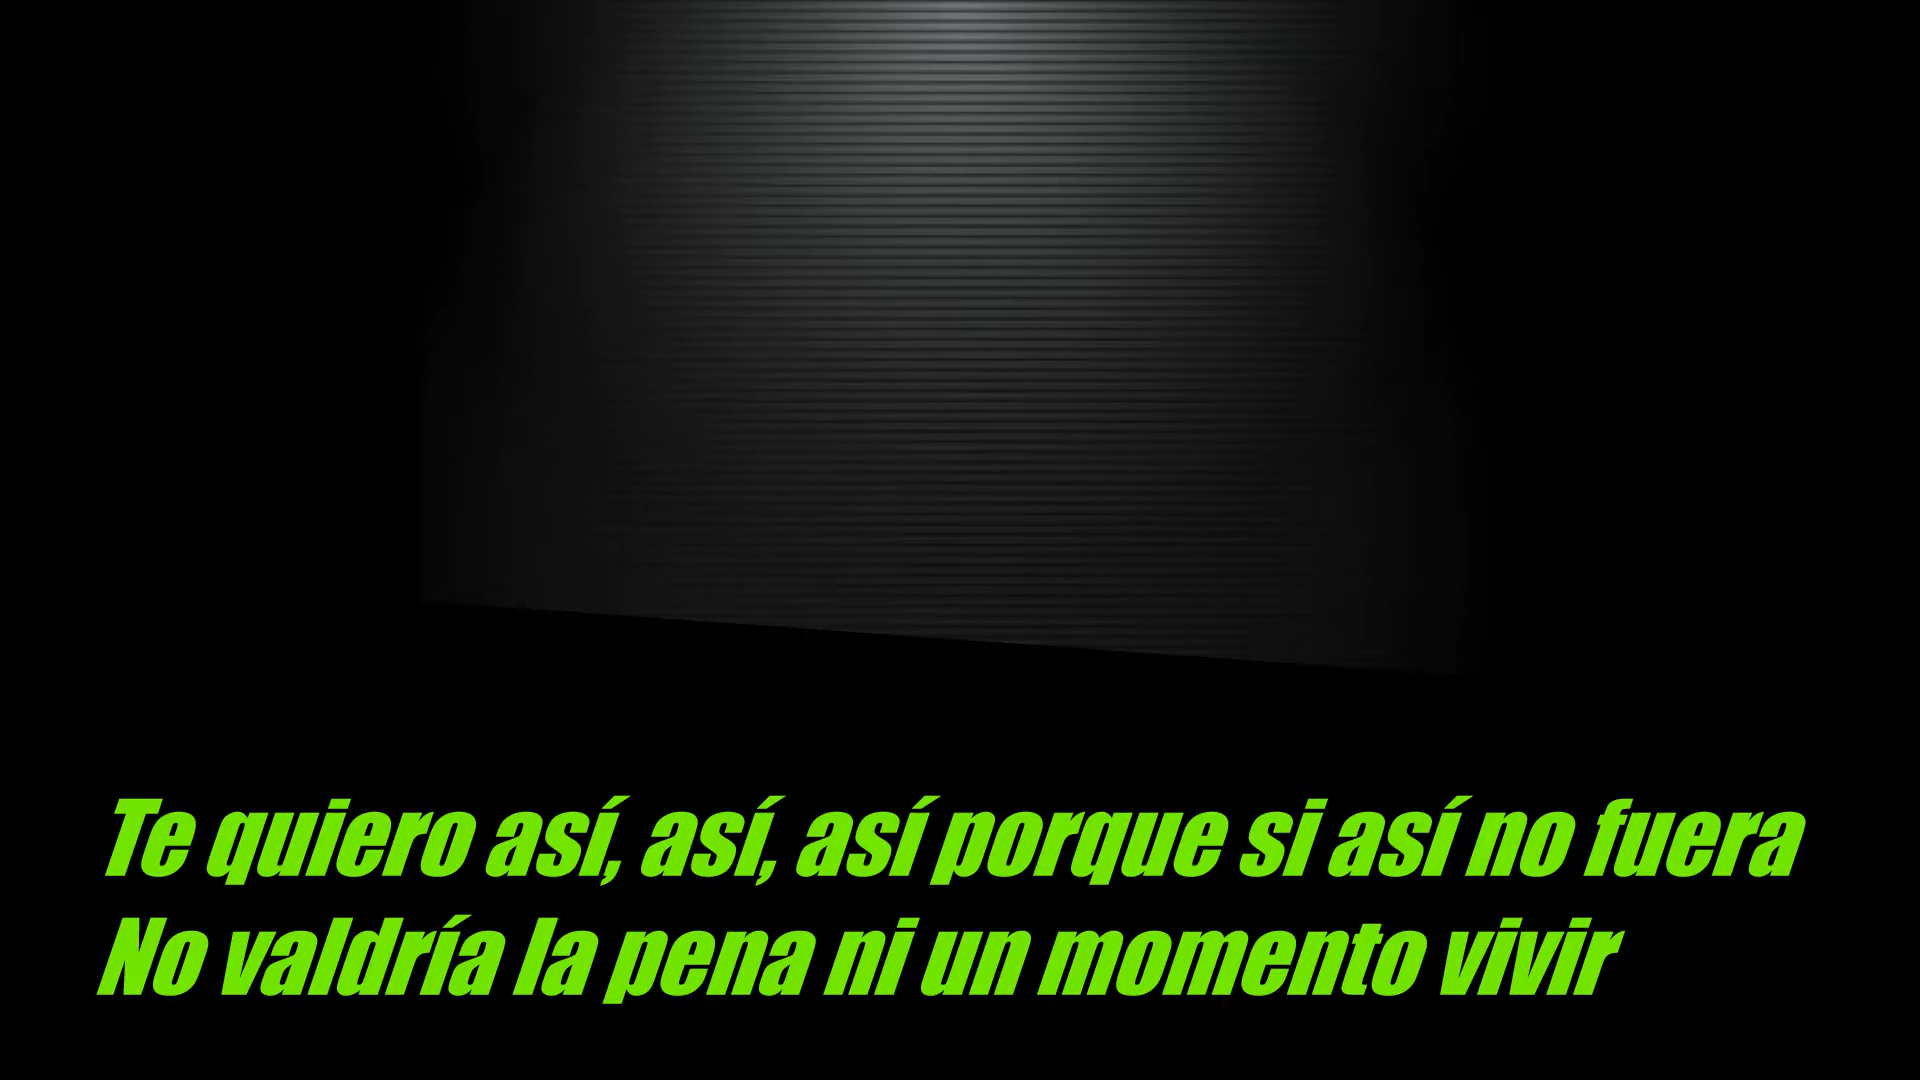 Te quiero así, así, así porque si así no fuera
No valdría la pena ni un momento vivir